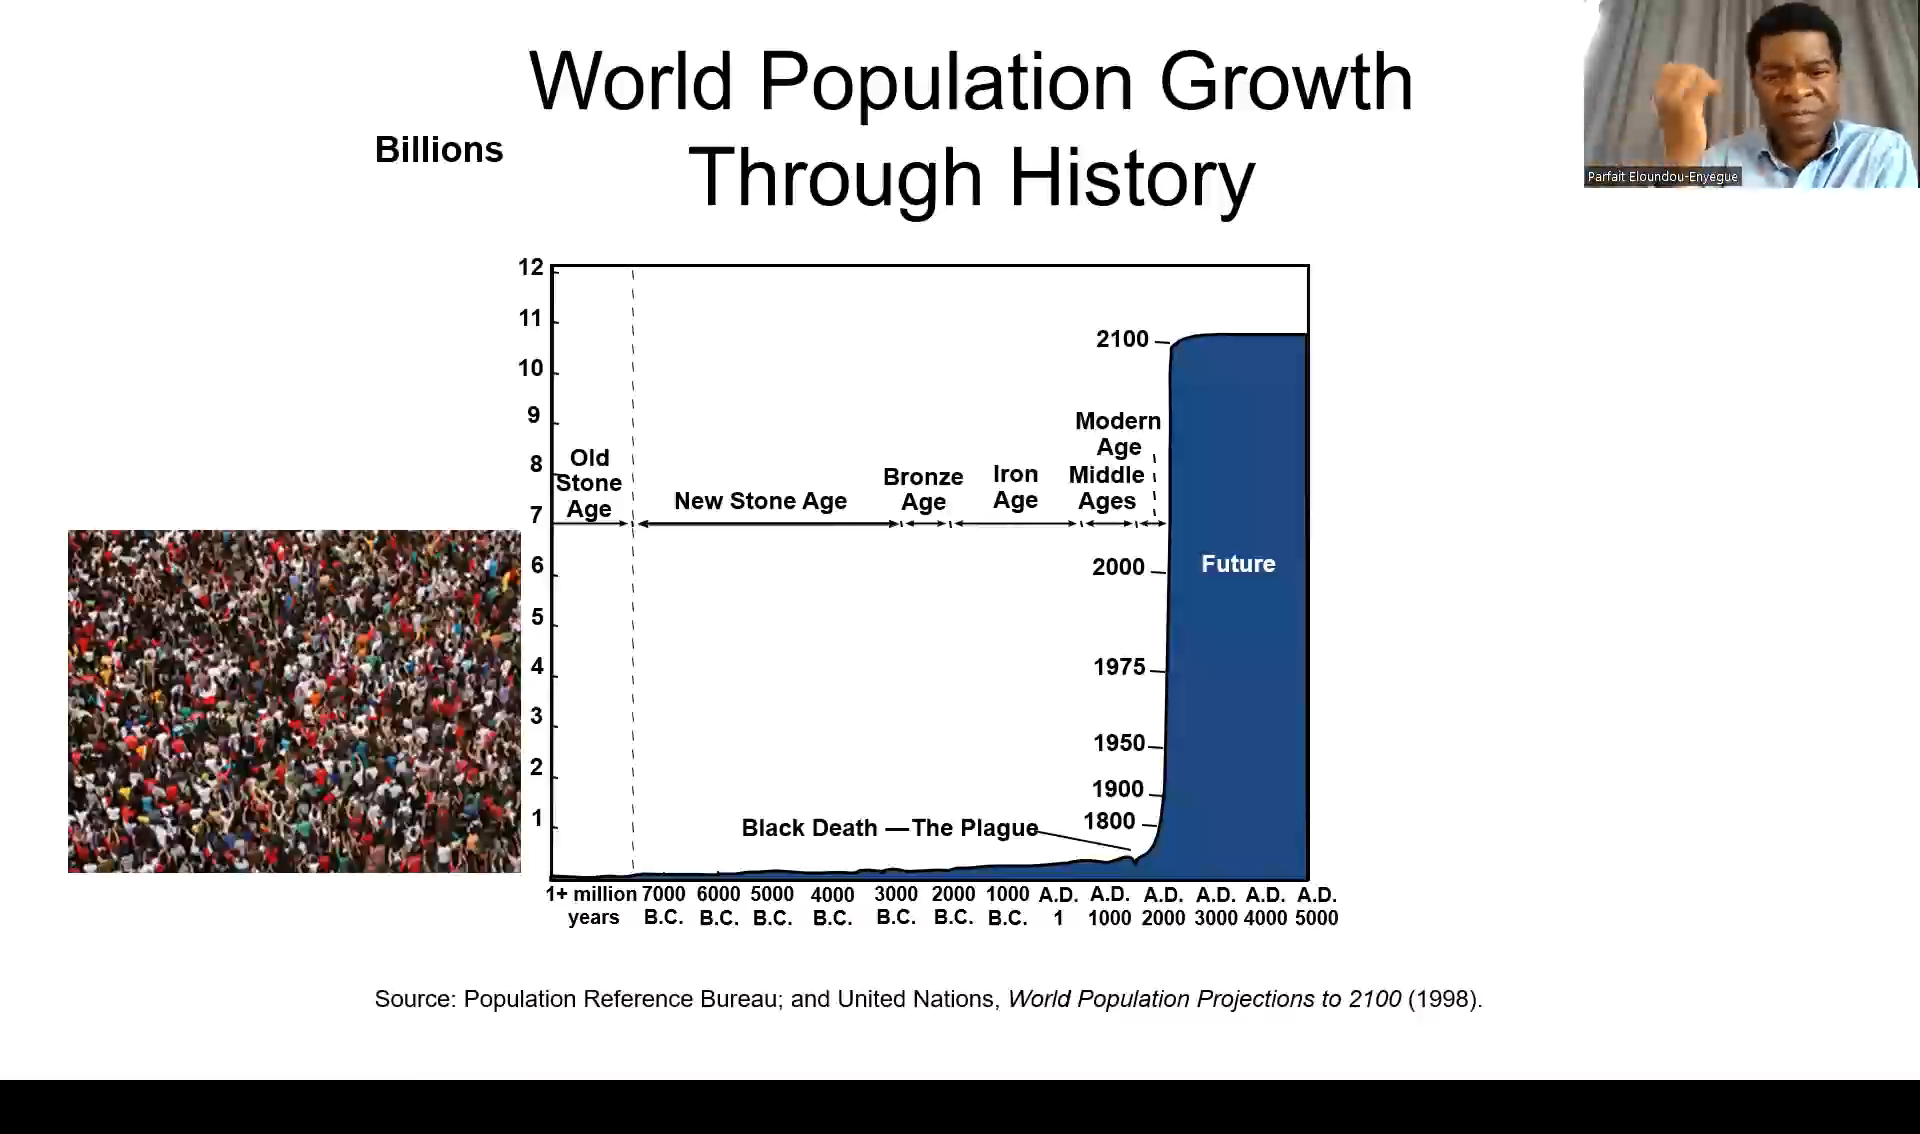 World Population Growth
Through History
Billions
Parfait Eloundou-Enyegue
12
11
10
9
8
7
6
5
4
3
2
1
Old
Stone
Age
New Stone Age
Bronze
Age
Iron
Age
Modern
Age
Middle
Ages
2100
2000
1975
1950
1900
1800
Future
Black Death —The Plague
1+ million 7000 6000 5000 4000 3000 2000 1000 A.D. A.D. A.D. A.D. A.D. A.D.
years B.C. B.C. B.C. B.C. B.C. B.C. B.C. 1 1000 2000 3000 4000 5000
Source: Population Reference Bureau; and United Nations, World Population Projections to 2100 (1998).